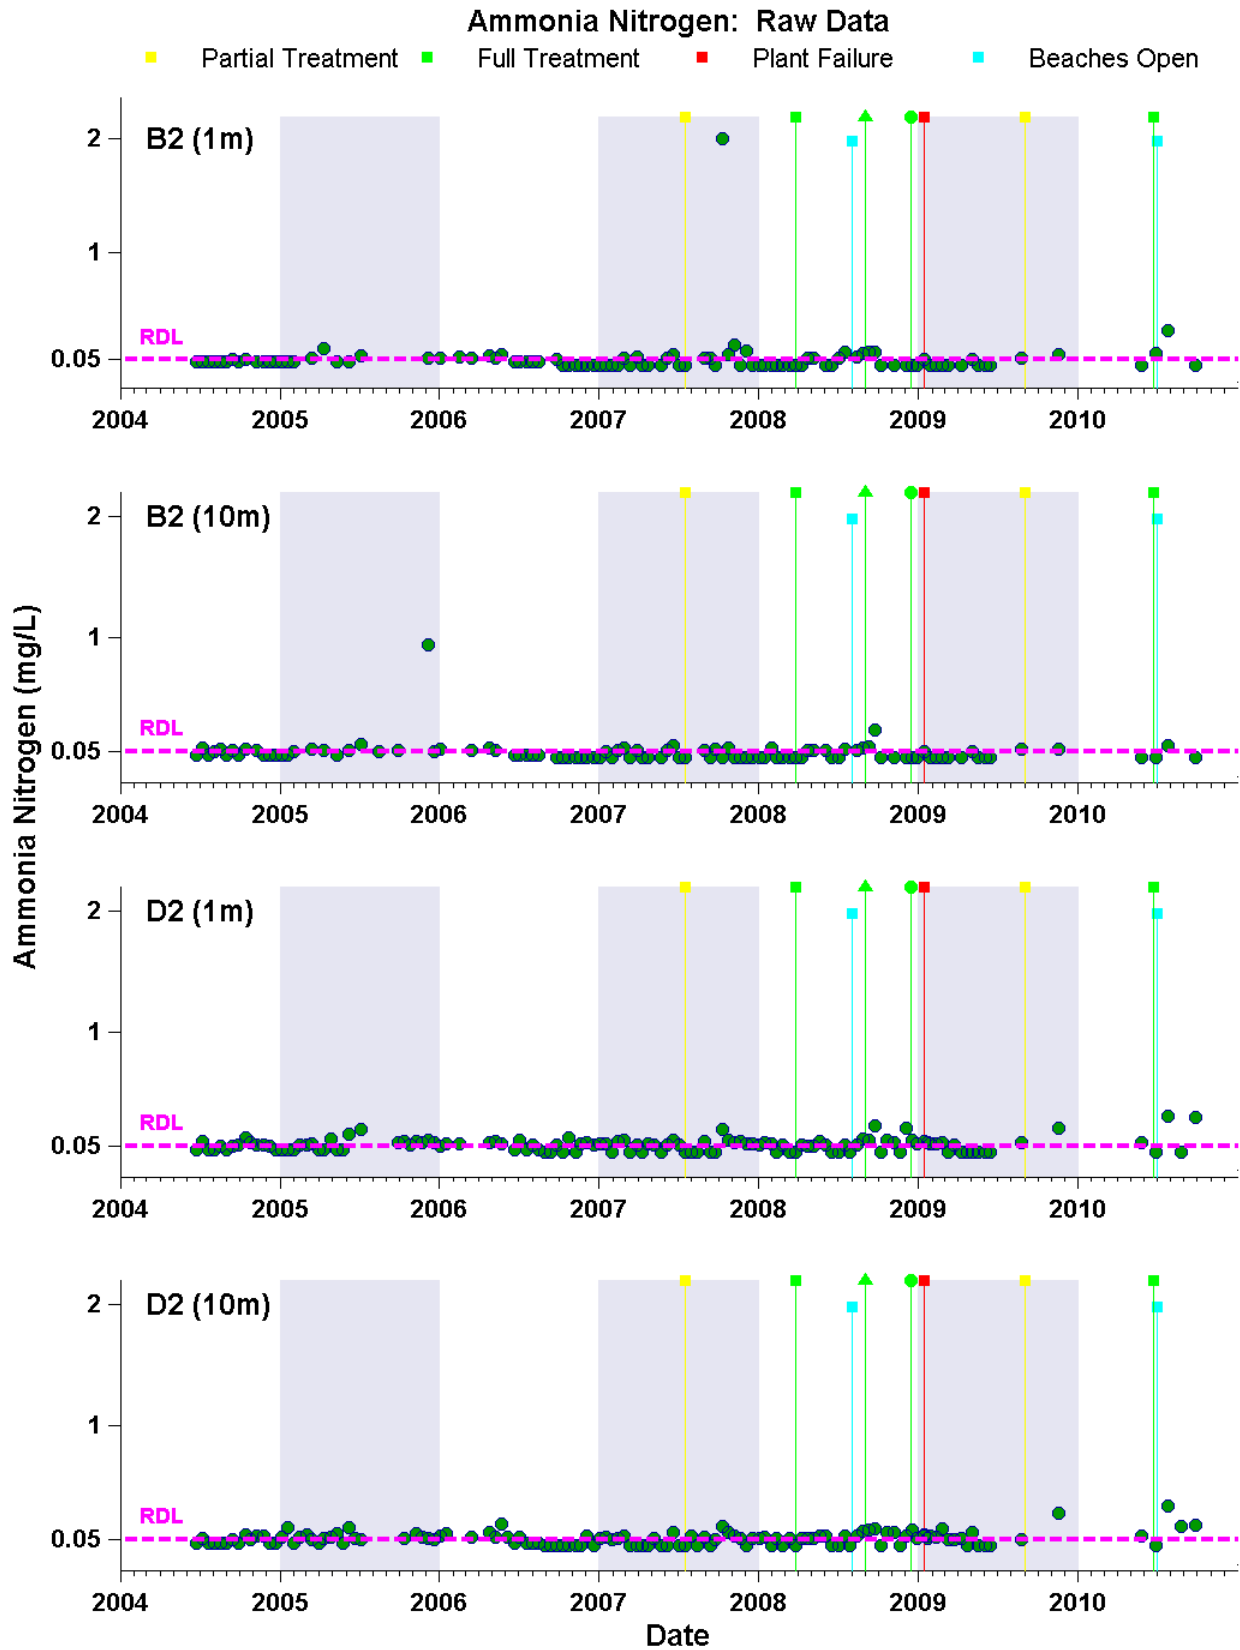 Ammonia Nitrogen:  Raw Data
Partial Treatment Full Treatment Plant Failure Beaches Open
B2 (1m)
2
1
RDL
0.05
2004 2005 2006 2007 2008 2009 2010
B2 (10m)
2
1
RDL
0.05
2004 2005 2006 2007 2008 2009 2010
Ammonia Nitrogen (mg/L)
D2 (1m)
2
1
RDL
0.05
2004 2005 2006 2007 2008 2009 2010
D2 (10m)
2
1
RDL
0.05
2004 2005 2006 2007 2008 2009 2010
Date